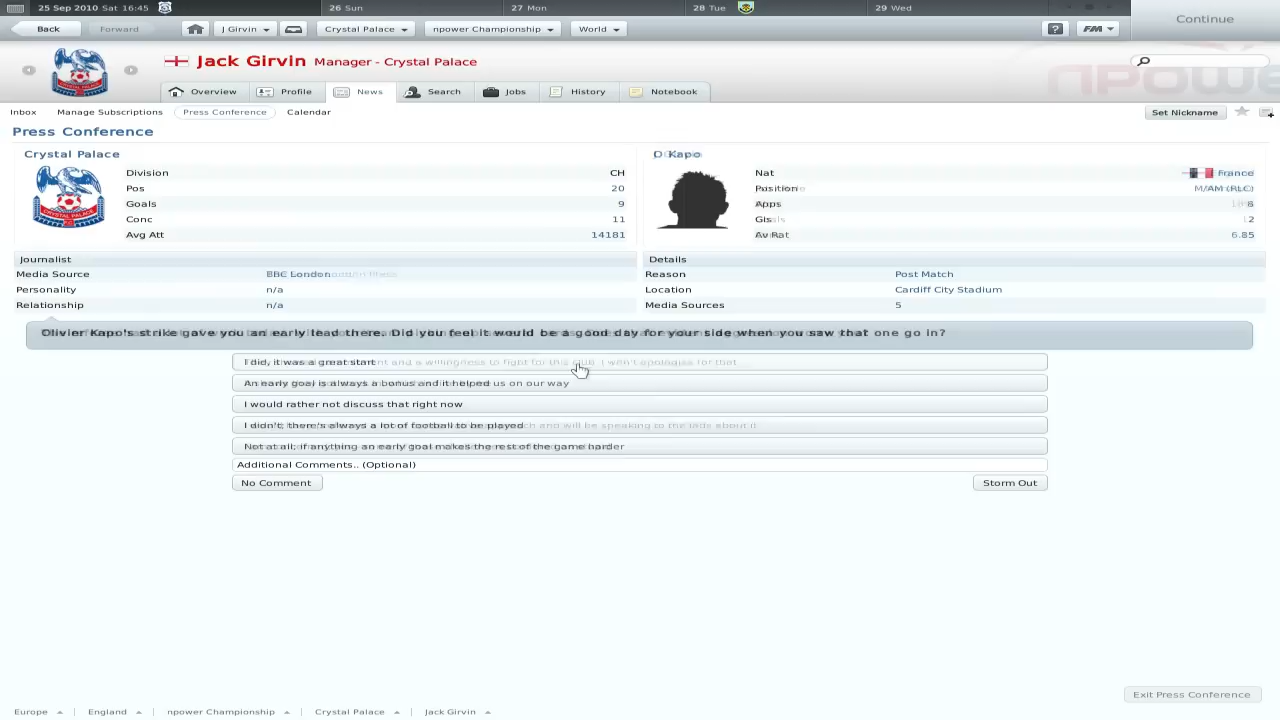 25 Sep 2010 Sat 16:45
26 Sun
27 Mon
28 Tue
29 Wed
Back
Forward
J Girvin
Crystal Palace
npower Championship
World
?
FM
Continue
Jack Girvin Manager - Crystal Palace
npower
Overview
Profile
News
Search
Jobs
History
Notebook
Inbox
Manage Subscriptions
Press Conference
Calendar
Set Nickname
Press Conference
Crystal Palace
CRYSTAL PALACE
Division CH
Pos 20
Goals 9
Conc 11
Avg Att 14181
O Kapo
Nat France
Position M/AM (RLC)
Apps 8
Gls 2
Av Rat 6.85
Journalist
Media Source BBC London
Personality n/a
Relationship n/a
Details
Reason Post Match
Location Cardiff City Stadium
Media Sources 5
Olivier Kapo's strike gave you an early lead there. Did you feel it would be a good day for your side when you saw that one go in?
I did, it was a great start
An early goal is always a bonus and it helped us on our way
I would rather not discuss that right now
I didn't, there's always a lot of football to be played
Not at all, if anything an early goal makes the rest of the game harder
Additional Comments.. (Optional)
No Comment
Storm Out
Exit Press Conference
Europe
England
npower Championship
Crystal Palace
Jack Girvin